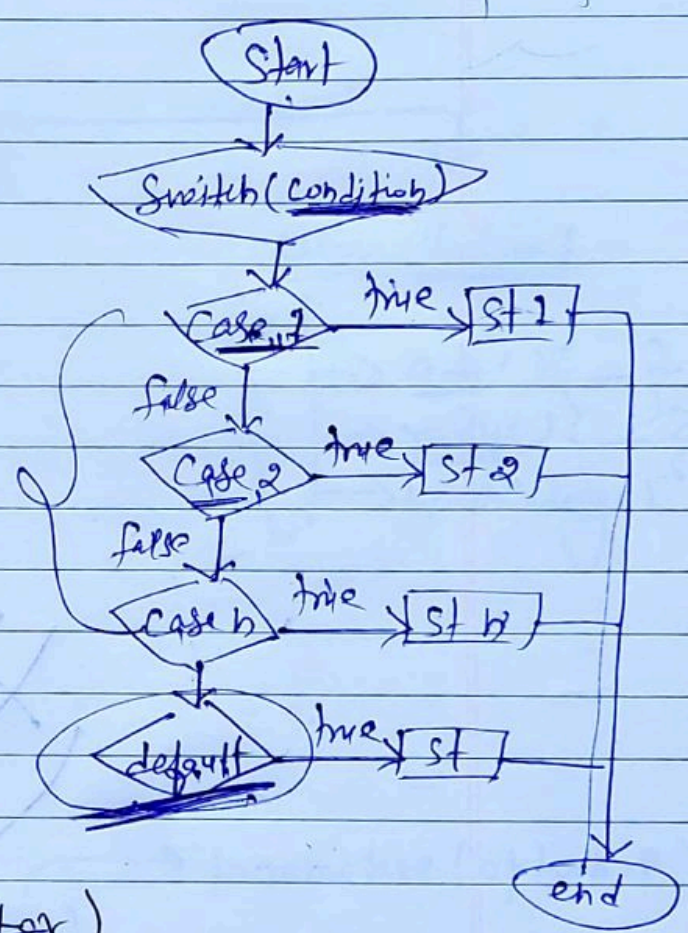 Start
Switch (condition)
Case, 1 true St 1
false
Case, 2 true St 2
false
Case n true St n
default true St
end